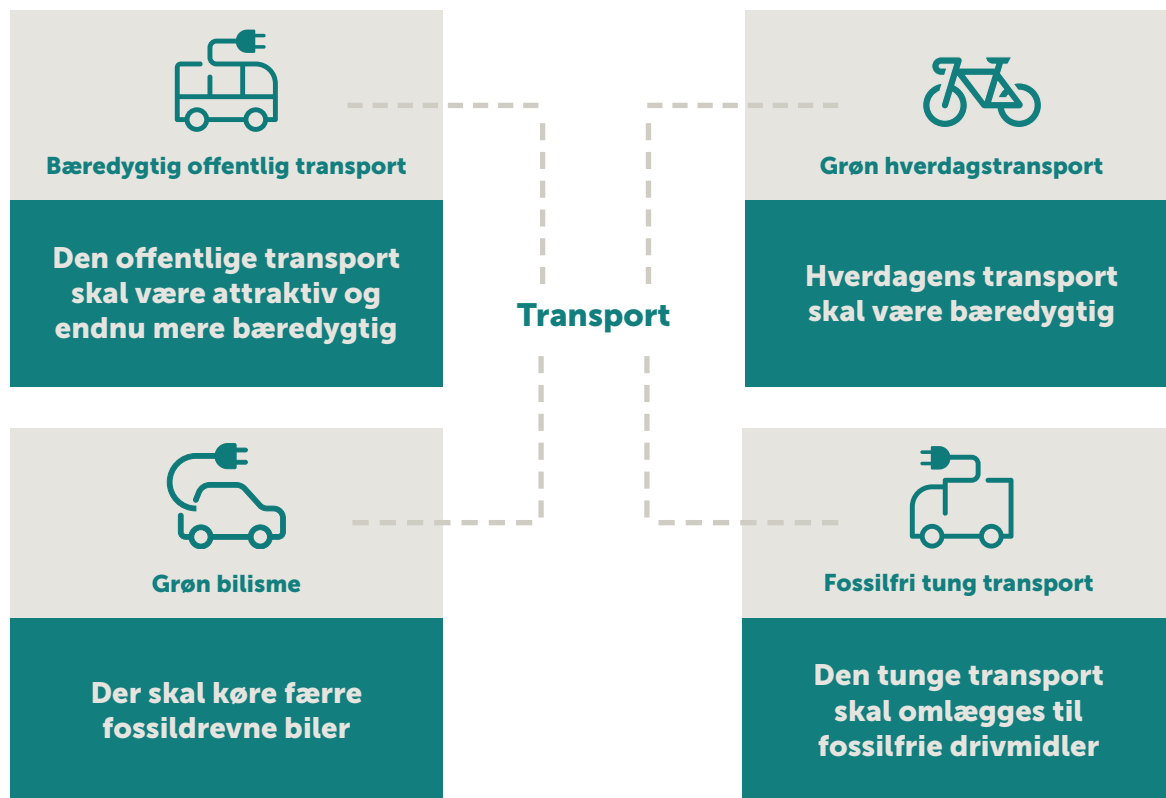 Bæredygtig offentlig transport
Den offentlige transport
skal være attraktiv og
endnu mere bæredygtig
Grøn hverdagstransport
Hverdagens transport
skal være bæredygtig
Transport
Grøn bilisme
Der skal køre færre
fossildrevne biler
Fossilfri tung transport
Den tunge transport
skal omlægges til
fossilfrie drivmidler